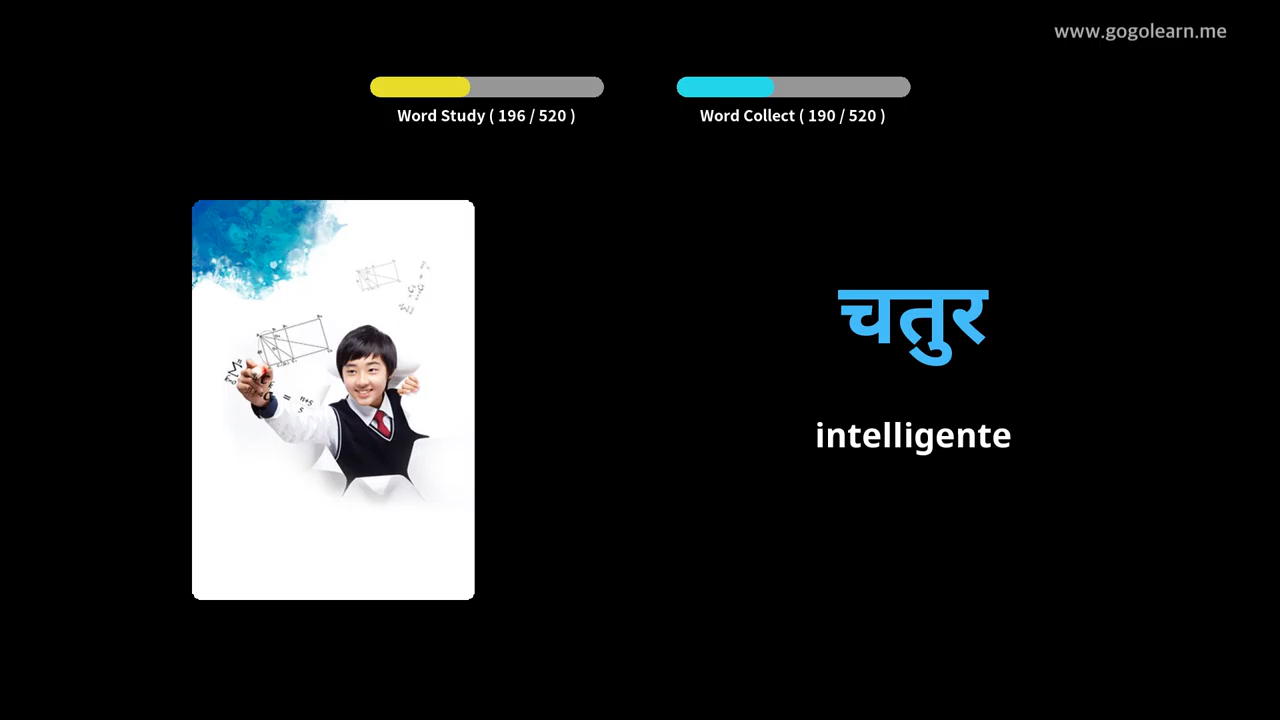 www.gogolearn.me
Word Study ( 196 / 520 )
Word Collect ( 190 / 520 )
चतुर
intelligente